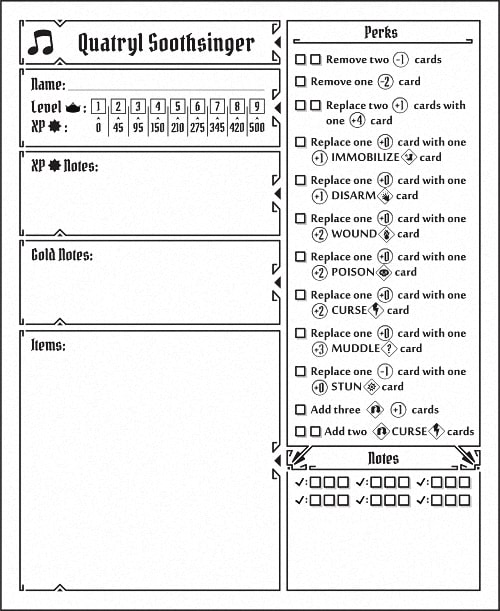 Quatryl Soothsinger
Name:
Level : 1 2 3 4 5 6 7 8 9
XP : 0 45 95 150 210 275 345 420 500
XP Notes:
Gold Notes:
Items:
Perks
Remove two -1 cards
Remove one -2 card
Replace two +1 cards with
one +4 card
Replace one +0 card with one
+1 IMMOBILIZE card
Replace one +0 card with one
+1 DISARM card
Replace one +0 card with one
+2 WOUND card
Replace one +0 card with one
+2 POISON card
Replace one +0 card with one
+2 CURSE card
Replace one +0 card with one
+3 MUDDLE ? card
Replace one -1 card with one
+0 STUN card
Add three +1 cards
Add two CURSE cards
Notes
✓: ✓: ✓:
✓: ✓: ✓: